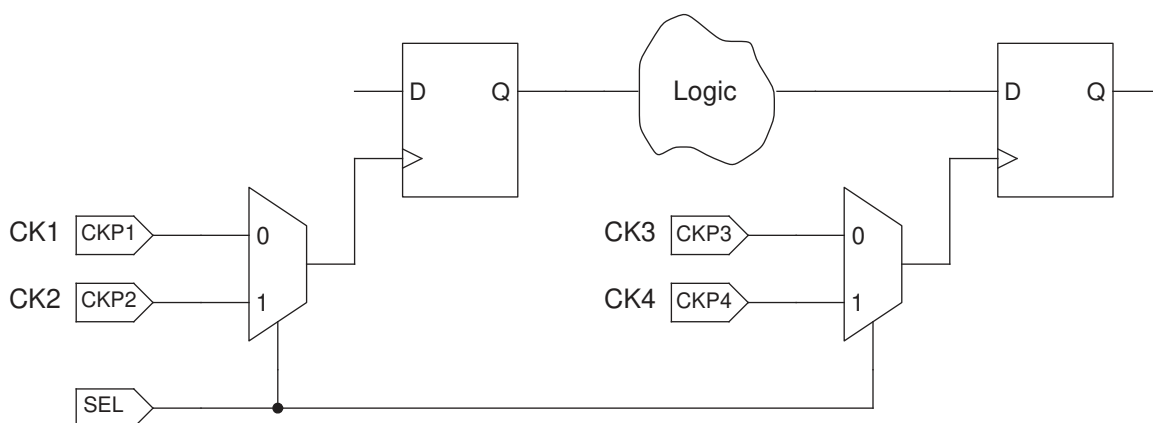 D Q
Logic
D Q
CK1 CKP1 0
CK3 CKP3 0
CK2 CKP2 1
CK4 CKP4 1
SEL